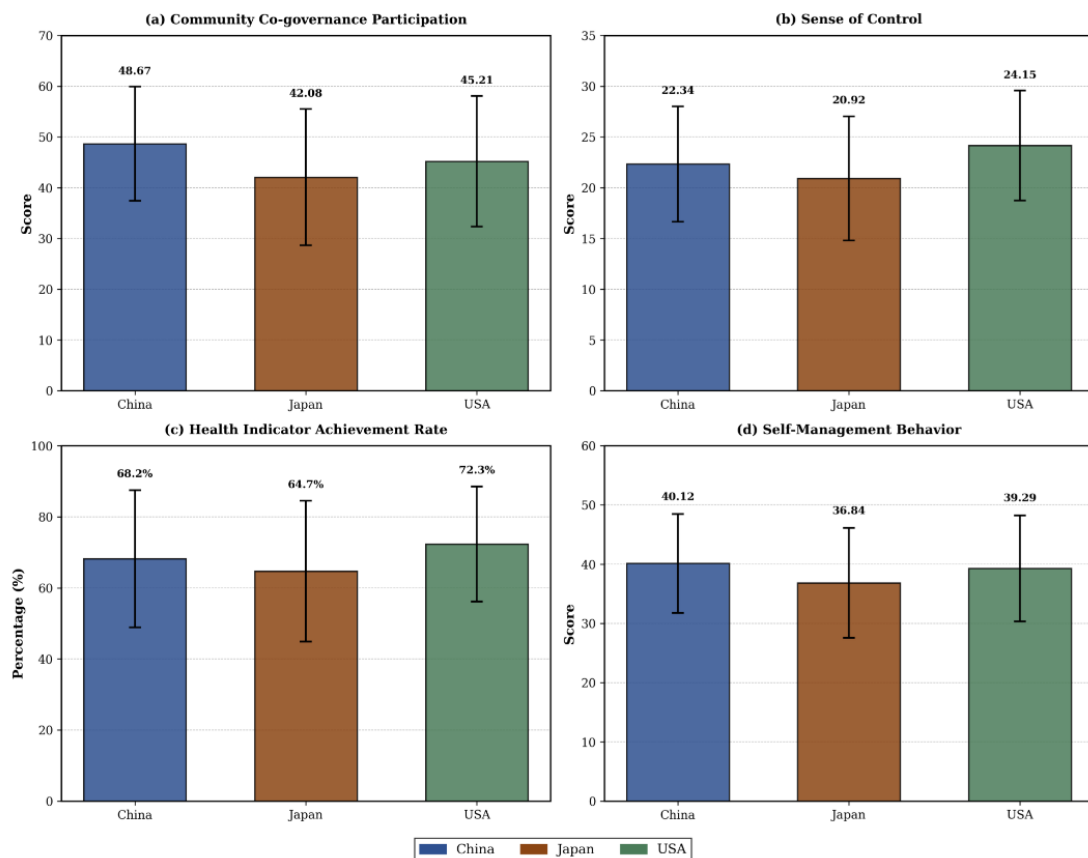 (a) Community Co-governance Participation
70
60
50
40
30
20
10
0
Score
48.67
42.08
45.21
China
Japan
USA
(b) Sense of Control
35
30
25
20
15
10
5
0
Score
22.34
20.92
24.15
China
Japan
USA
(c) Health Indicator Achievement Rate
100
80
60
40
20
0
Percentage (%)
68.2%
64.7%
72.3%
China
Japan
USA
(d) Self-Management Behavior
60
50
40
30
20
10
0
Score
40.12
36.84
39.29
China
Japan
USA
China Japan USA